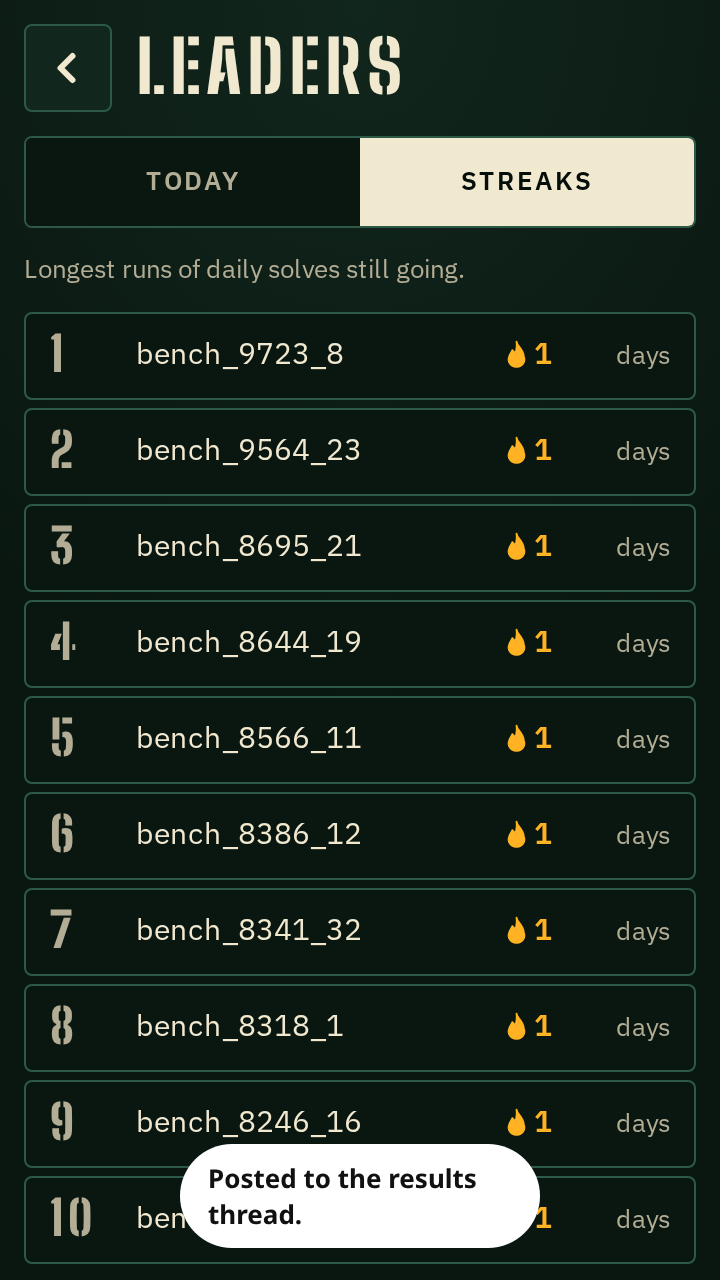 LEADERS
TODAY
STREAKS
Longest runs of daily solves still going.
1 bench_9723_8 1 days
2 bench_9564_23 1 days
3 bench_8695_21 1 days
4 bench_8644_19 1 days
5 bench_8566_11 1 days
6 bench_8386_12 1 days
7 bench_8341_32 1 days
8 bench_8318_1 1 days
9 bench_8246_16 1 days
10 1 days
Posted to the results
thread.